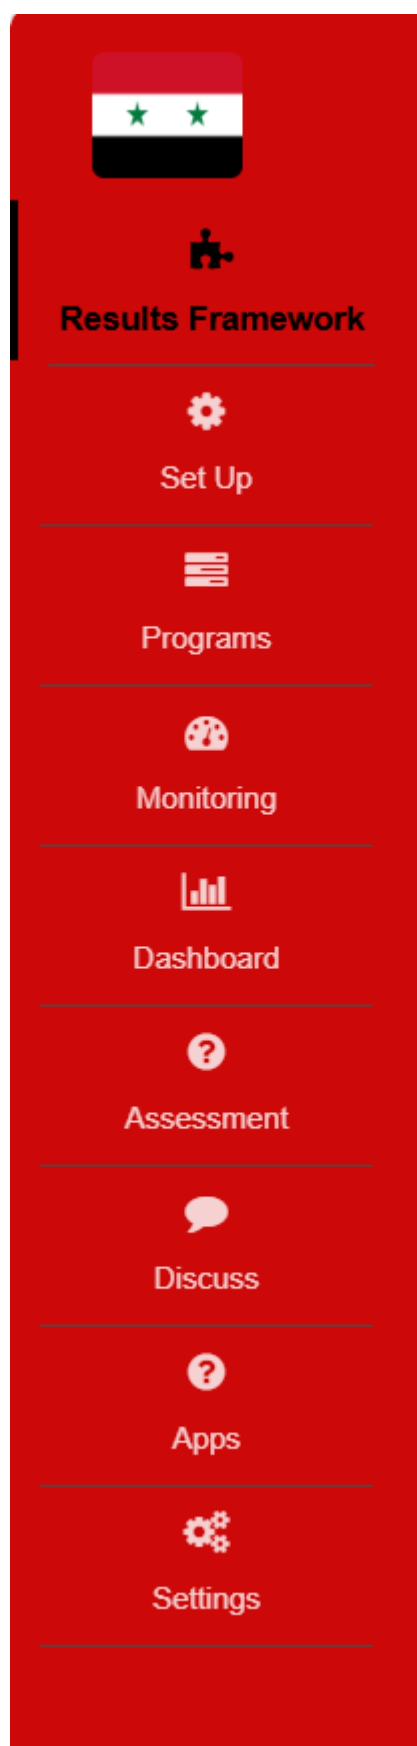 Results Framework
Set Up
Programs
Monitoring
Dashboard
Assessment
Discuss
Apps
Settings